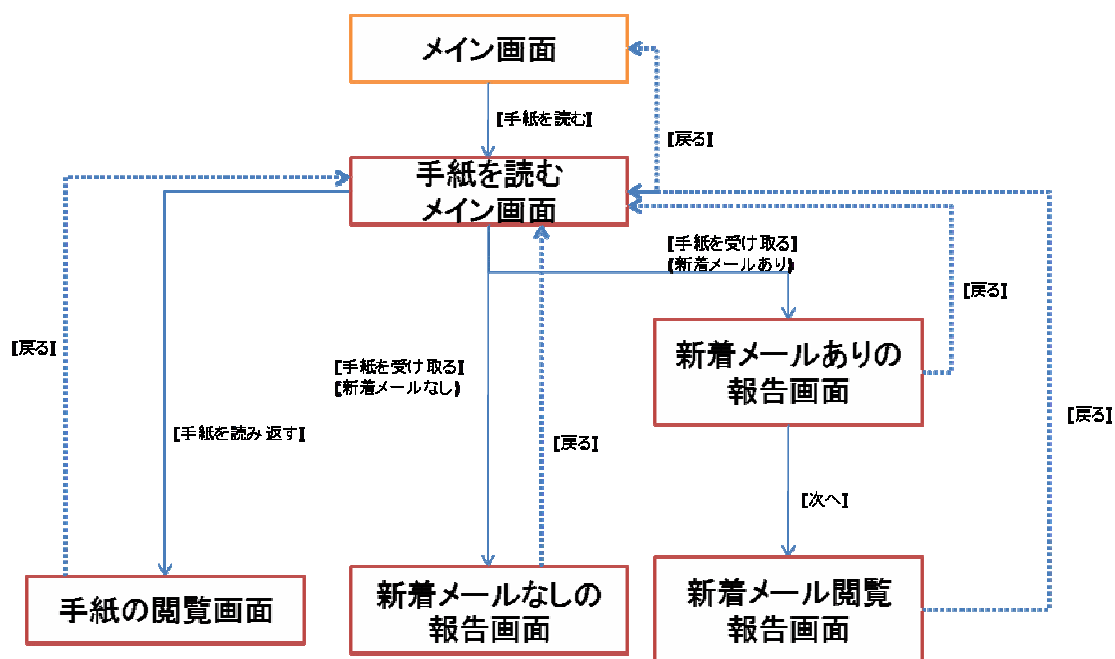 メイン画面
[手紙を読む]
[戻る]
手紙を読む
メイン画面
[手紙を受け取る]
(新着メールあり)
[戻る]
[戻る]
新着メールありの
報告画面
[手紙を受け取る]
(新着メールなし)
[戻る]
[手紙を読み返す]
[戻る]
[次へ]
手紙の閲覧画面
新着メールなしの
報告画面
新着メール閲覧
報告画面